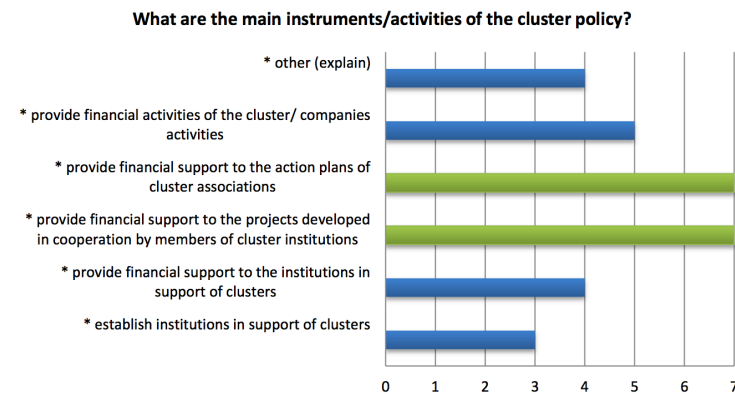 What are the main instruments/activities of the cluster policy?
* other (explain)
* provide financial activities of the cluster/ companies
activities
* provide financial support to the action plans of
cluster associations
* provide financial support to the projects developed
in cooperation by members of cluster institutions
* provide financial support to the institutions in
support of clusters
* establish institutions in support of clusters
0 1 2 3 4 5 6 7